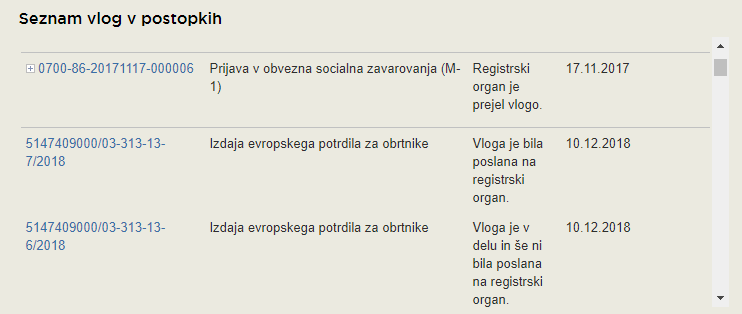 Seznam vlog v postopkih
0700-86-20171117-000006 Prijava v obvezna socialna zavarovanja (M- Registrski 17.11.2017
1) organ je
prejel vlogo.
5147409000/03-313-13- Izdaja evropskega potrdila za obrtnike Vloga je bila 10.12.2018
7/2018 poslana na
registrski
organ.
5147409000/03-313-13- Izdaja evropskega potrdila za obrtnike Vloga je v 10.12.2018
6/2018 delu in še ni
bila poslana
na registrski
organ.